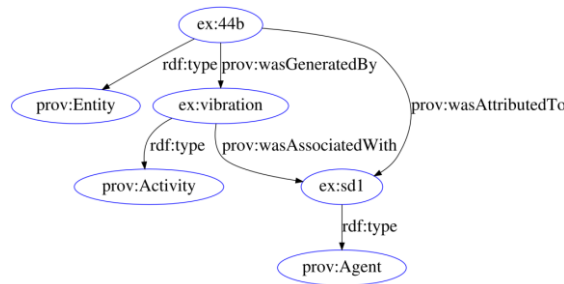 ex:44b
rdf:type prov:wasGeneratedBy
prov:Entity ex:vibration prov:wasAttributedTo
rdf:type prov:wasAssociatedWith
prov:Activity ex:sd1
rdf:type
prov:Agent